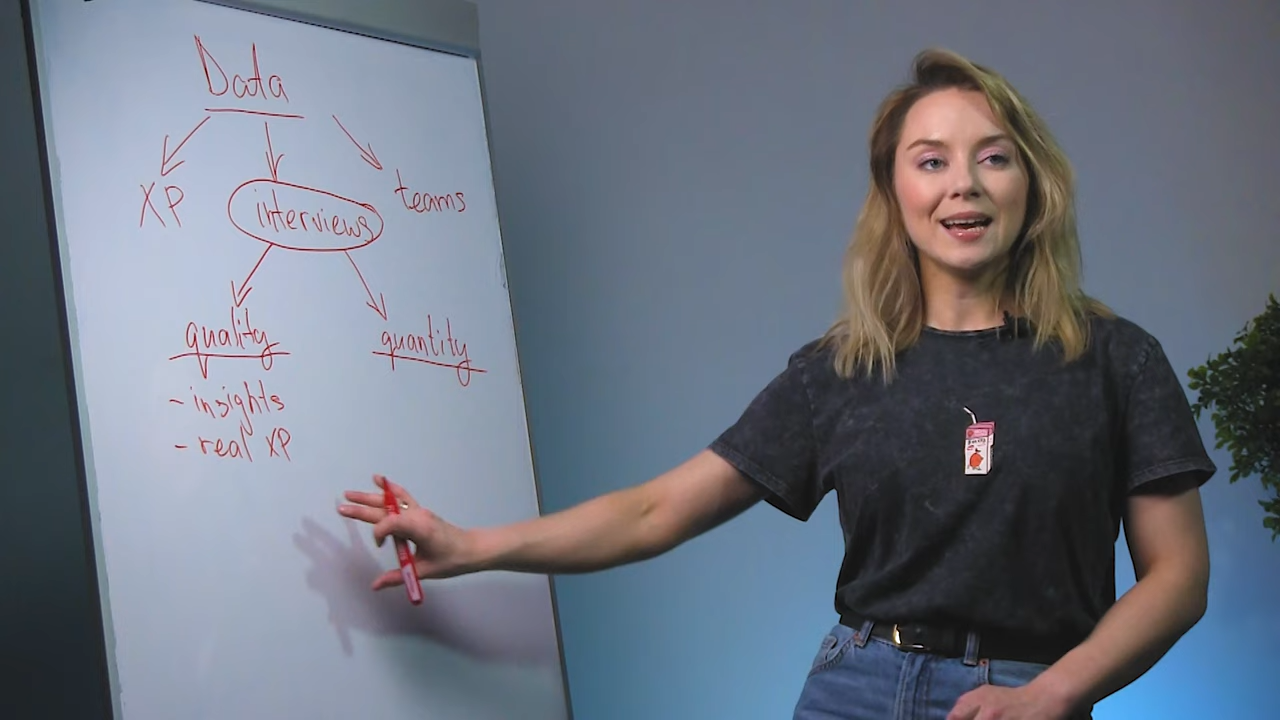 Data
XP
interviews
teams
quality
quantity
- insights
- real XP